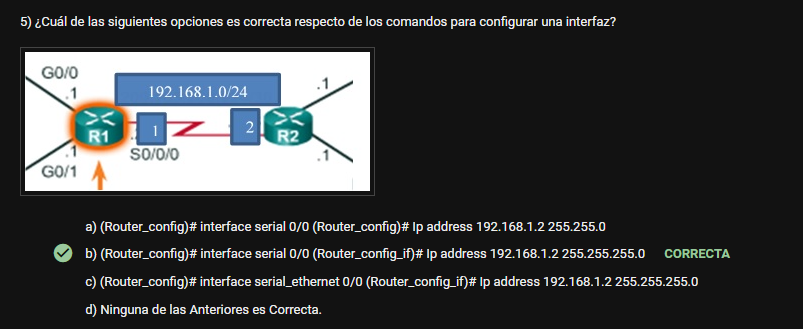 5) ¿Cuál de las siguientes opciones es correcta respecto de los comandos para configurar una interfaz?
G0/0
.1
192.168.1.0/24
.1
R1
1
2
R2
S0/0/0
.1
.1
G0/1
a) (Router_config)# interface serial 0/0 (Router_config)# Ip address 192.168.1.2 255.255.0
b) (Router_config)# interface serial 0/0 (Router_config_if)# Ip address 192.168.1.2 255.255.255.0 CORRECTA
c) (Router_config)# interface serial_ethernet 0/0 (Router_config_if)# Ip address 192.168.1.2 255.255.255.0
d) Ninguna de las Anteriores es Correcta.